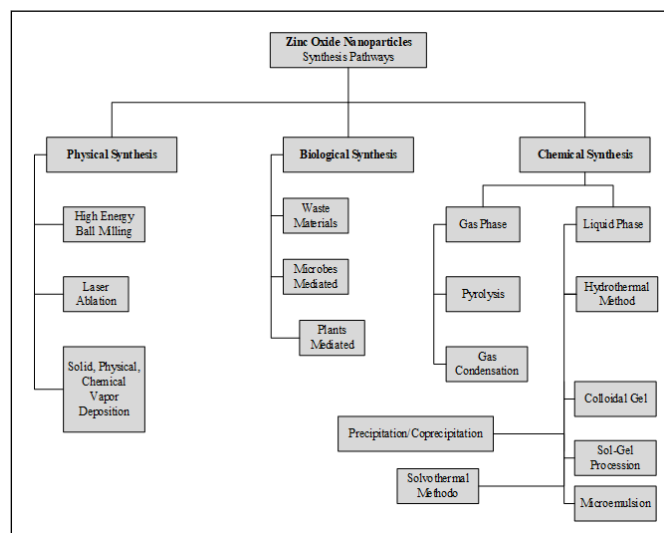 Zinc Oxide Nanoparticles
Synthesis Pathways
Physical Synthesis
Biological Synthesis
Chemical Synthesis
High Energy
Ball Milling
Laser
Ablation
Solid, Physical,
Chemical
Vapor
Deposition
Waste
Materials
Microbes
Mediated
Plants
Mediated
Gas Phase
Liquid Phase
Pyrolysis
Hydrothermal
Method
Gas
Condensation
Colloidal Gel
Precipitation/Coprecipitation
Sol-Gel
Procession
Solvothermal
Methodo
Microemulsion